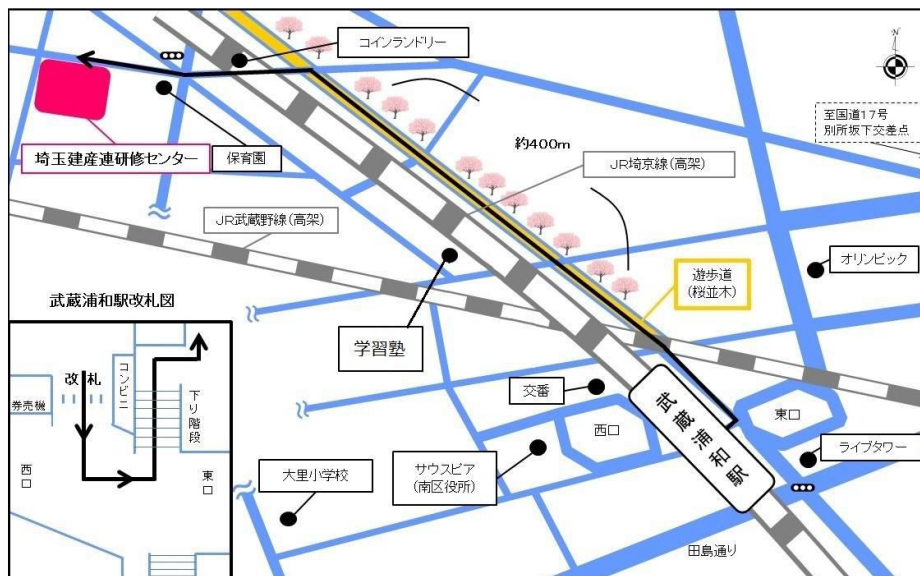 コインランドリー
N
至国道17号
別所坂下交差点
埼玉建産連研修センター
保育園
約400m
JR埼京線(高架)
JR武蔵野線(高架)
オリンピック
遊歩道
(桜並木)
武蔵浦和駅改札図
学習塾
改札
コンビニ
券売機
下り階段
西口
東口
交番
西口
武蔵浦和駅
東口
サウスピア
(南区役所)
ライブタワー
大里小学校
田島通り